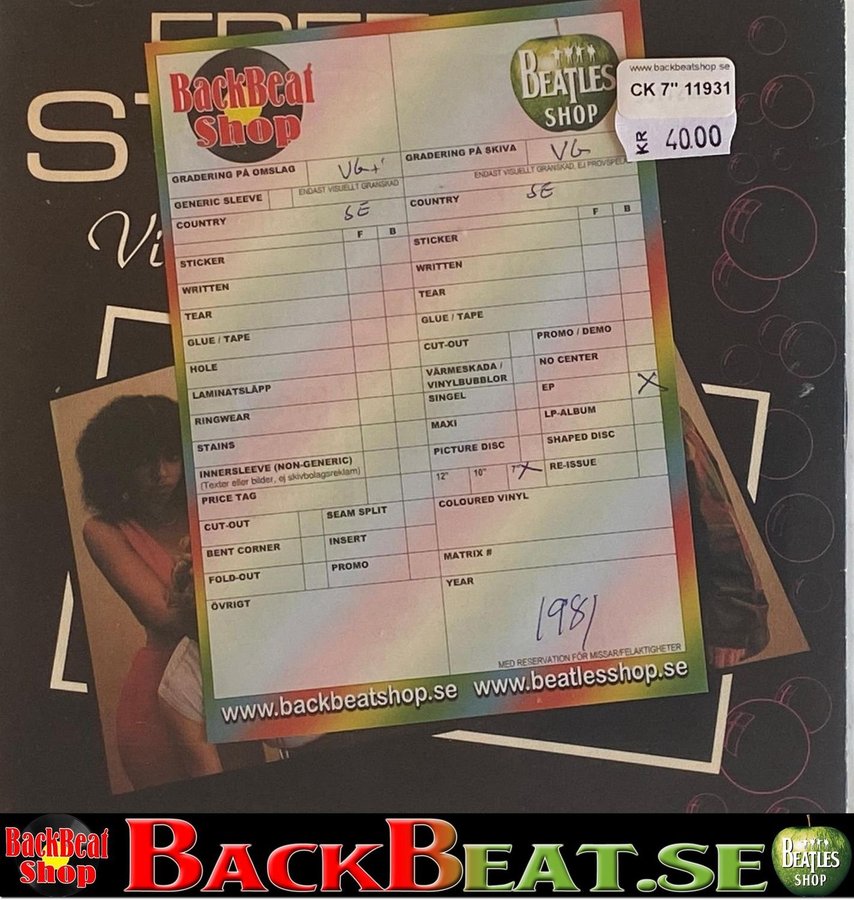 BackBeat
Shop
BEATLES
SHOP
www.backbeatshop.se
CK 7" 11931
KR 40.00
GRADERING PÅ OMSLAG VG+
ENDAST VISUELLT GRANSKAD
GENERIC SLEEVE
COUNTRY SE
F B
STICKER
WRITTEN
TEAR
GLUE / TAPE
HOLE
LAMINATSLÄPP
RINGWEAR
STAINS
INNERSLEEVE (NON-GENERIC)
(Texter eller bilder, ej skivbolagsreklam)
PRICE TAG
CUT-OUT
SEAM SPLIT
BENT CORNER
INSERT
FOLD-OUT
PROMO
ÖVRIGT
GRADERING PÅ SKIVA VG
ENDAST VISUELLT GRANSKAD, EJ PROVSPELA
COUNTRY SE
F B
STICKER
WRITTEN
TEAR
GLUE / TAPE
CUT-OUT
PROMO / DEMO
VÄRMESKADA /
VINYLBUBBLOR
NO CENTER
SINGEL
EP X
MAXI
LP-ALBUM
PICTURE DISC
SHAPED DISC
12" 10" X
RE-ISSUE
COLOURED VINYL
MATRIX #
YEAR
1981
MED RESERVATION FÖR MISSAR/FELAKTIGHETER
www.backbeatshop.se www.beatlesshop.se
Vi
BackBeat
Shop
BACKBEAT.SE
BEATLES
SHOP